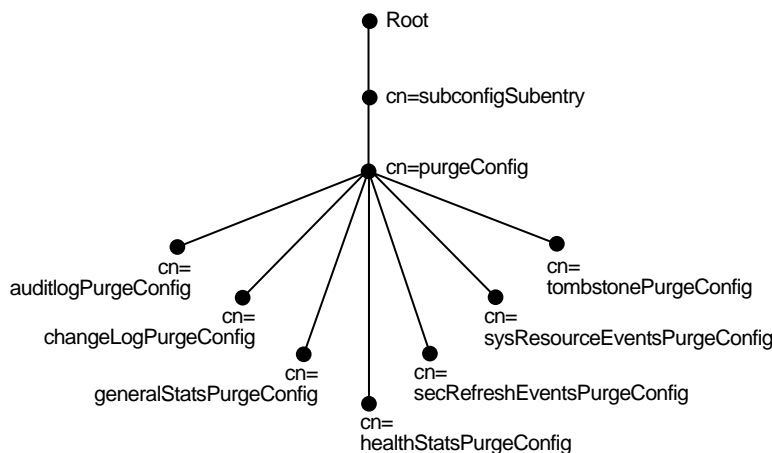 Root
cn=subconfigSubentry
cn=purgeConfig
cn=
auditlogPurgeConfig
cn=
tombstonePurgeConfig
cn=
changeLogPurgeConfig
cn=
sysResourceEventsPurgeConfig
cn=
generalStatsPurgeConfig
cn=
secRefreshEventsPurgeConfig
cn=
healthStatsPurgeConfig